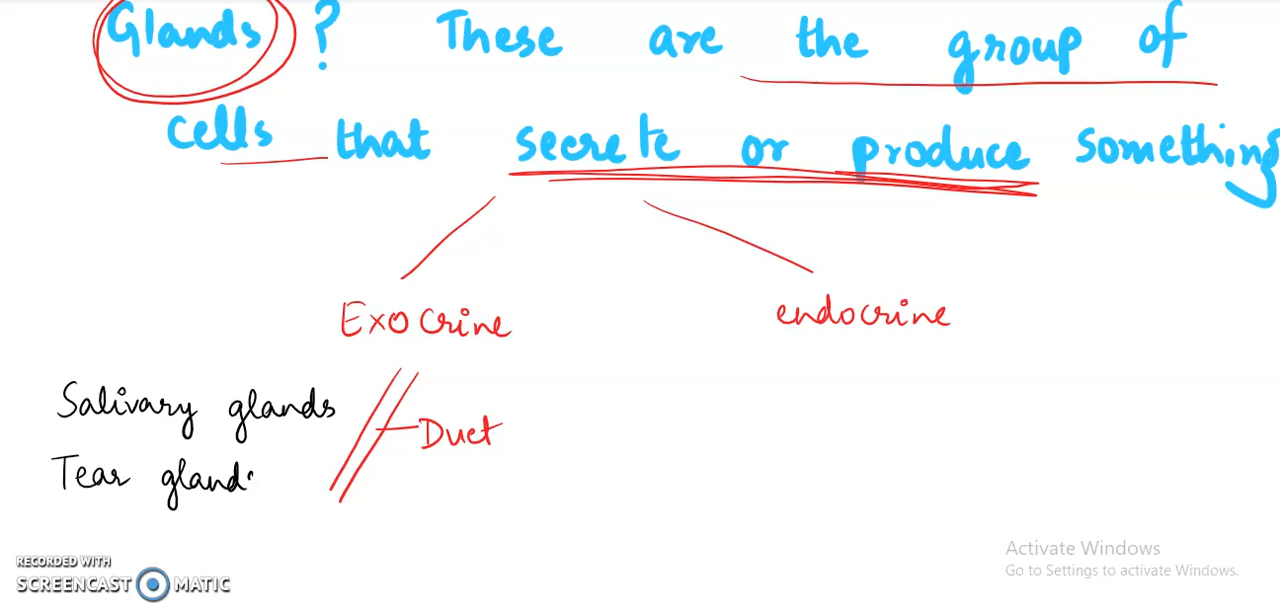 Glands ? These are the group of
cells that secrete or produce something
Exocrine
endocrine
Salivary glands
Duct
Tear gland
RECORDED WITH
SCREENCAST MATIC
Activate Windows
Go to Settings to activate Windows.